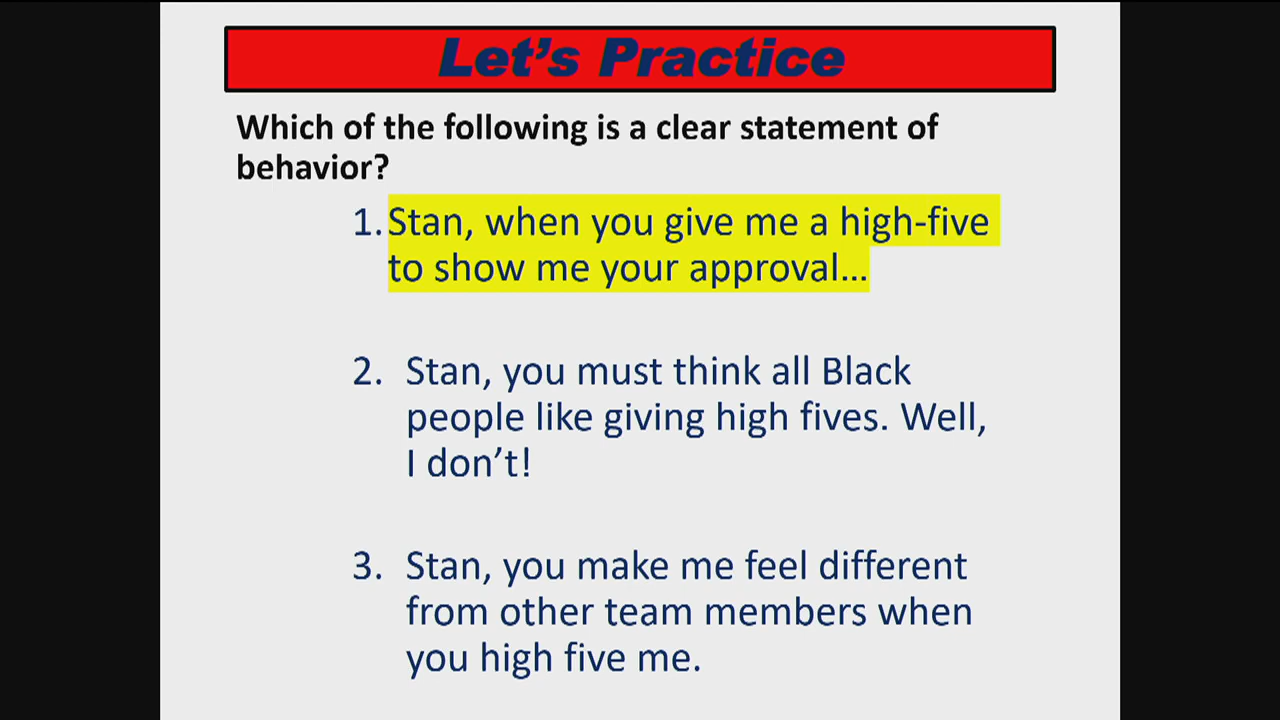 Let’s Practice
Which of the following is a clear statement of
behavior?
1. Stan, when you give me a high-five
to show me your approval...
2. Stan, you must think all Black
people like giving high fives. Well,
I don’t!
3. Stan, you make me feel different
from other team members when
you high five me.